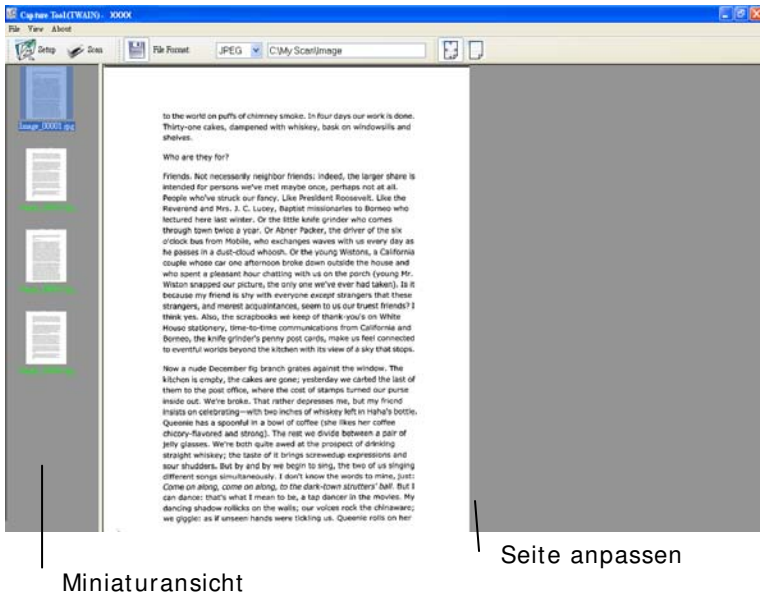 Capture Tool(TWAIN)- XXXX
File View About
Setup Scan File Format JPEG C:\My Scan\Image
Image_00001.jpg
to the world on puffs of chimney smoke. In four days our work is done.
Thirty-one cakes, dampened with whiskey, bask on windowsills and
shelves.
Who are they for?
Friends. Not necessarily neighbor friends: indeed, the larger share is
intended for persons we've met maybe once, perhaps not at all.
People who've struck our fancy. Like President Roosevelt. Like the
Reverend and Mrs. J. C. Lucey, Baptist missionaries to Borneo who
lectured here last winter. Or the little knife grinder who comes
through town twice a year. Or Abner Packer, the driver of the six
o'clock bus from Mobile, who exchanges waves with us every day as
he passes in a dust-cloud whoosh. Or the young Wistons, a California
couple whose car one afternoon broke down outside the house and
who spent a pleasant hour chatting with us on the porch (young Mr.
Wiston snapped our picture, the only one we've ever had taken). Is it
because my friend is shy with everyone except strangers that these
strangers, and merest acquaintances, seem to us our truest friends? I
think yes. Also, the scrapbooks we keep of thank-you's on White
House stationery, time-to-time communications from California and
Borneo, the knife grinder's penny post cards, make us feel connected
to eventful worlds beyond the kitchen with its view of a sky that stops.
Now a nude December fig branch grates against the window. The
kitchen is empty, the cakes are gone; yesterday we carted the last of
them to the post office, where the cost of stamps turned our purse
inside out. We're broke. That rather depresses me, but my friend
insists on celebrating—with two inches of whiskey left in Haha's bottle.
Queenie has a spoonful in a bowl of coffee (she likes her coffee
chicory-flavored and strong). The rest we divide between a pair of
jelly glasses. We're both quite awed at the prospect of drinking
straight whiskey; the taste of it brings screwedup expressions and
sour shudders. But by and by we begin to sing, the two of us singing
different songs simultaneously. I don't know the words to mine, just:
Come on along, come on along, to the dark-town strutters' ball. But I
can dance: that's what I mean to be, a tap dancer in the movies. My
dancing shadow rollicks on the walls; our voices rock the chinaware;
we giggle: as if unseen hands were tickling us. Queenie rolls on her
Seite anpassen
Miniaturansicht